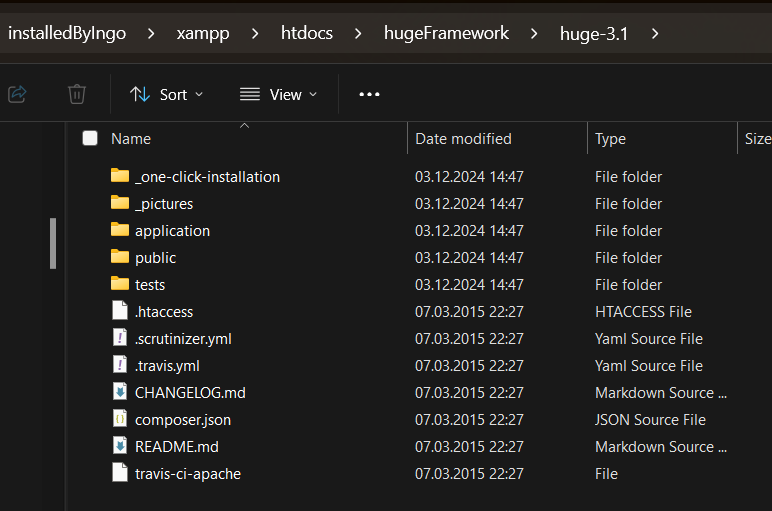 installedByIngo > xampp > htdocs > hugeFramework > huge-3.1 >
Sort View ...
Name Date modified Type Size
_one-click-installation 03.12.2024 14:47 File folder
_pictures 03.12.2024 14:47 File folder
application 03.12.2024 14:47 File folder
public 03.12.2024 14:47 File folder
tests 03.12.2024 14:47 File folder
.htaccess 07.03.2015 22:27 HTACCESS File
.scrutinizer.yml 07.03.2015 22:27 Yaml Source File
.travis.yml 07.03.2015 22:27 Yaml Source File
CHANGELOG.md 07.03.2015 22:27 Markdown Source ...
composer.json 07.03.2015 22:27 JSON Source File
README.md 07.03.2015 22:27 Markdown Source ...
travis-ci-apache 07.03.2015 22:27 File